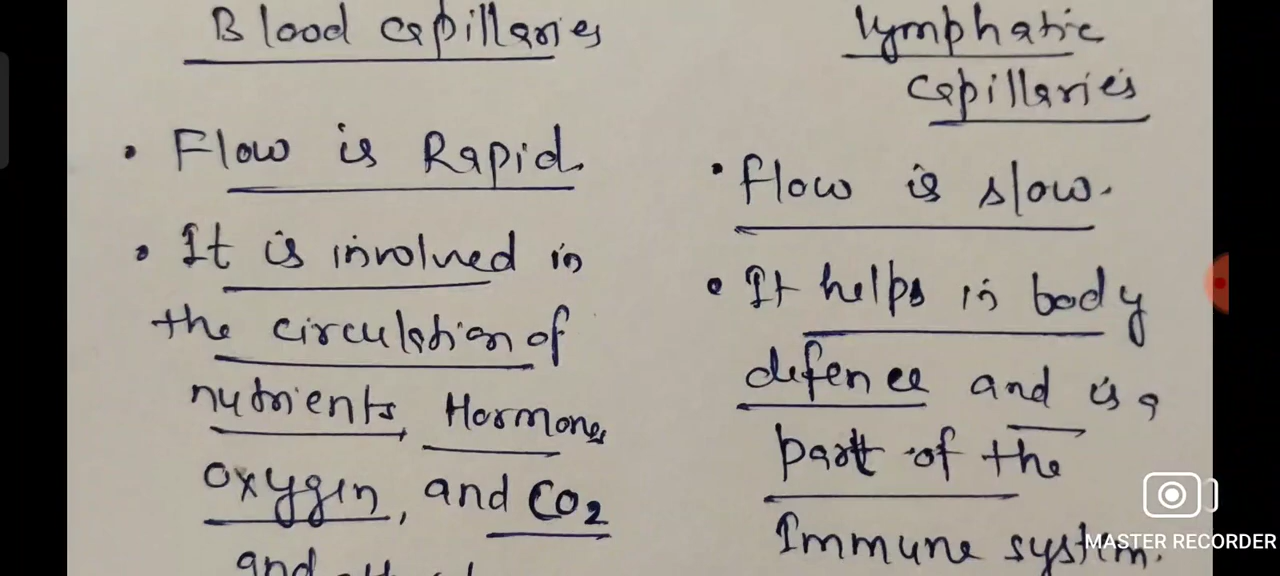 Blood capillaries
• Flow is Rapid.
• It is involved in
the circulation of
nutrients, Hormones
oxygen, and CO2
and
lymphatic
capillaries
• flow is slow.
• It helps in body
defence and is a
part of the
Immune system.
MASTER RECORDER